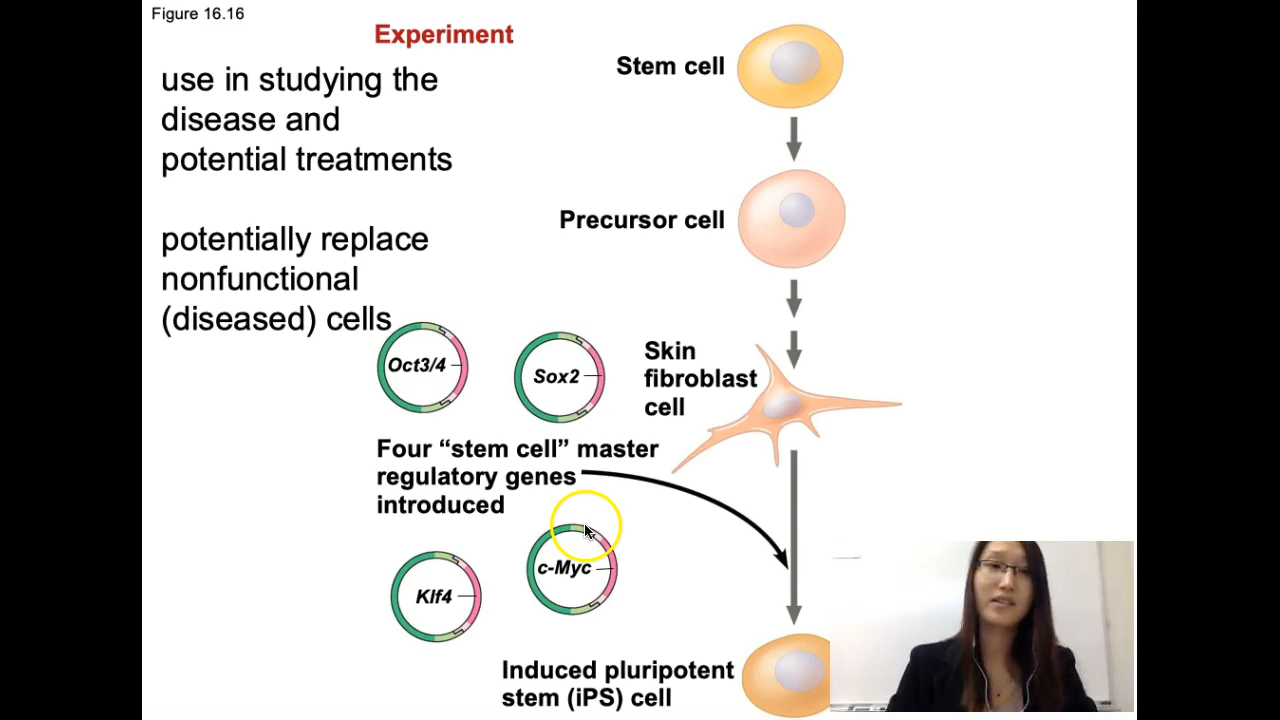 Figure 16.16
Experiment
use in studying the
disease and
potential treatments
potentially replace
nonfunctional
(diseased) cells
Stem cell
Precursor cell
Skin
fibroblast
cell
Oct3/4
Sox2
Four “stem cell” master
regulatory genes
introduced
Klf4
c-Myc
Induced pluripotent
stem (iPS) cell